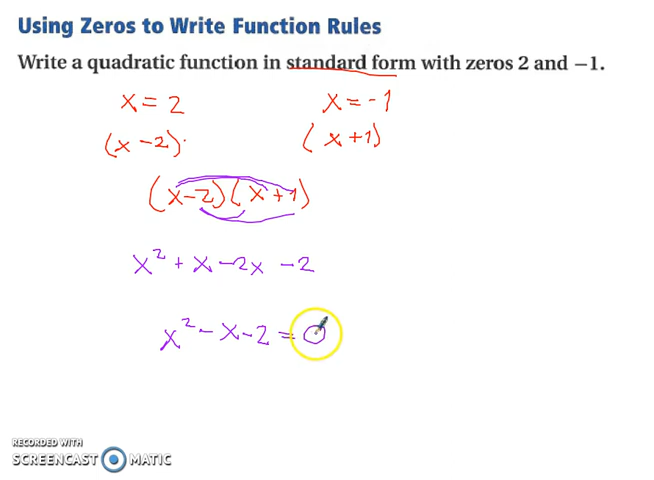 Using Zeros to Write Function Rules
Write a quadratic function in standard form with zeros 2 and −1.
x = 2 x = -1
(x − 2)· (x + 1)
(x − 2)(x + 1)
x² + x − 2x − 2
x² − x − 2 = 0
RECORDED WITH
SCREENCAST MATIC